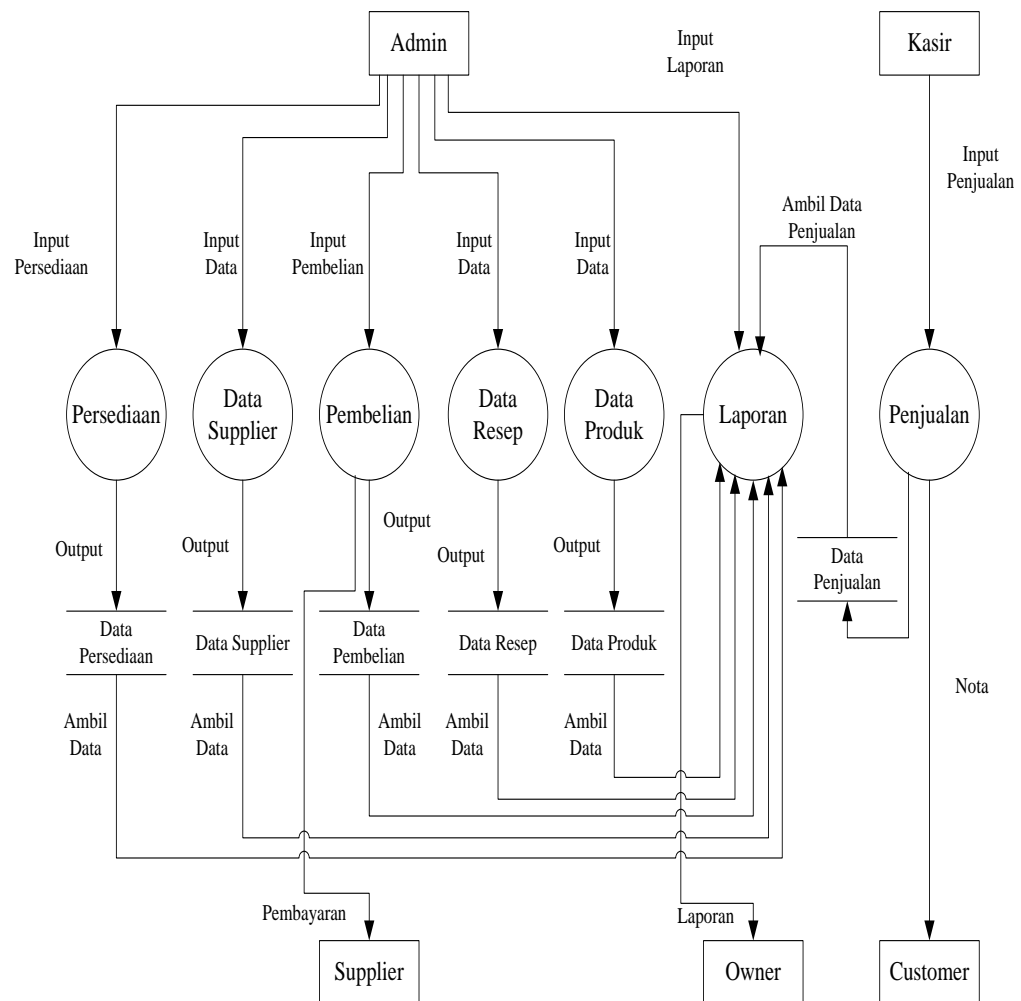 Admin
Input
Laporan
Kasir
Input
Penjualan
Ambil Data
Penjualan
Input
Persediaan
Input
Data
Input
Pembelian
Input
Data
Input
Data
Persediaan
Data
Supplier
Pembelian
Data
Resep
Data
Produk
Laporan
Penjualan
Output
Output
Output
Output
Output
Data
Penjualan
Data
Persediaan
Data Supplier
Data
Pembelian
Data Resep
Data Produk
Nota
Ambil
Data
Ambil
Data
Ambil
Data
Ambil
Data
Ambil
Data
Pembayaran
Laporan
Supplier
Owner
Customer